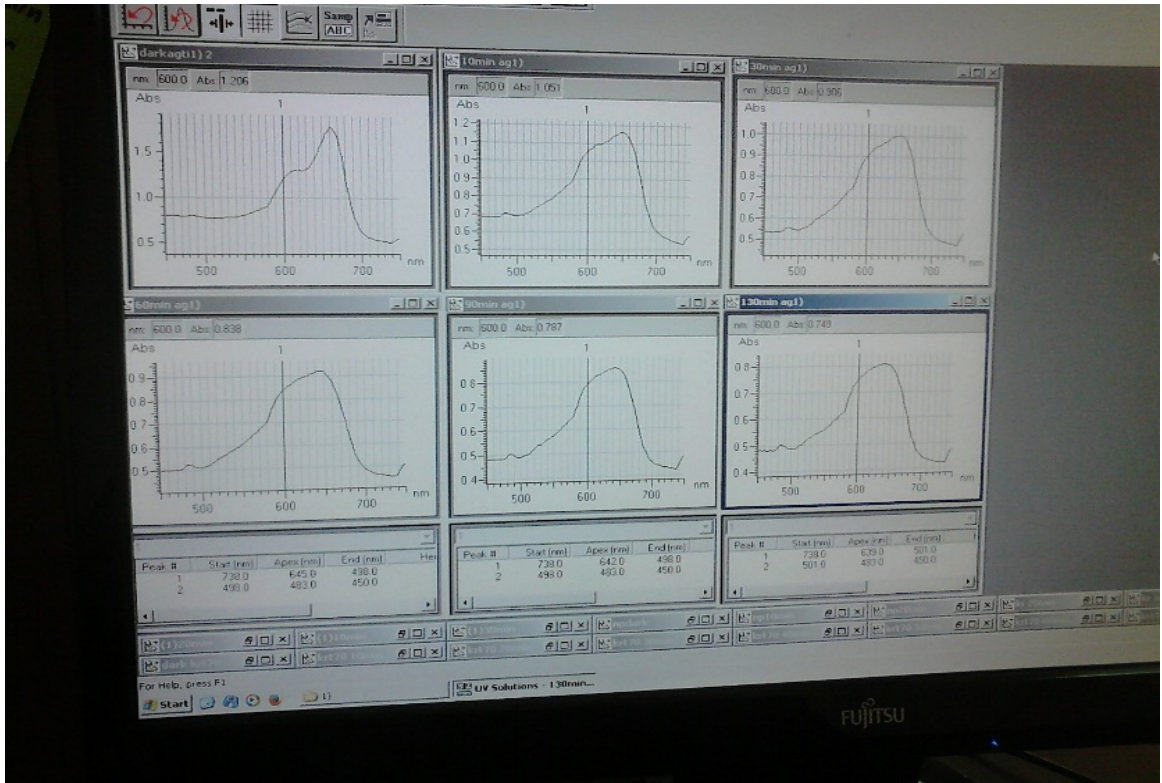 Samp
ABC
darkagti1) 2
nm: 600.0 Abs 1.206
Abs
1
1.5
1.0
0.5
500 600 700 nm
10min ag1)
nm: 600.0 Abs 1.051
Abs
1
1.2
1.1
1.0
0.9
0.8
0.7
0.6
0.5
500 600 700 nm
30min ag1)
nm: 600.0 Abs 0.906
Abs
1
1.0
0.9
0.8
0.7
0.6
0.5
500 600 700 nm
60min ag1)
nm: 600.0 Abs 0.838
Abs
1
0.9
0.8
0.7
0.6
0.5
500 600 700 nm
90min ag1)
nm: 600.0 Abs 0.787
Abs
1
0.8
0.7
0.6
0.5
0.4
500 600 700 nm
130min ag1)
nm: 600.0 Abs 0.749
Abs
1
0.8
0.7
0.6
0.5
0.4
500 600 700 nm
Peak # Start (nm) Apex (nm) End (nm) Hei
1 738.0 645.0 498.0
2 498.0 483.0 450.0
Peak # Start (nm) Apex (nm) End (nm)
1 738.0 642.0 498.0
2 498.0 483.0 450.0
Peak # Start (nm) Apex (nm) End (nm)
1 738.0 639.0 501.0
2 501.0 483.0 450.0
For Help, press F1
Start 1) UV Solutions - 130min...
FUJITSU